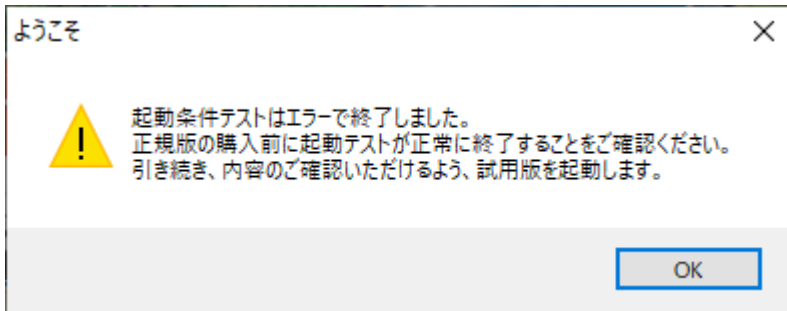 ようこそ
起動条件テストはエラーで終了しました。
正規版の購入前に起動テストが正常に終了することをご確認ください。
引き続き、内容のご確認いただけるよう、試用版を起動します。
OK